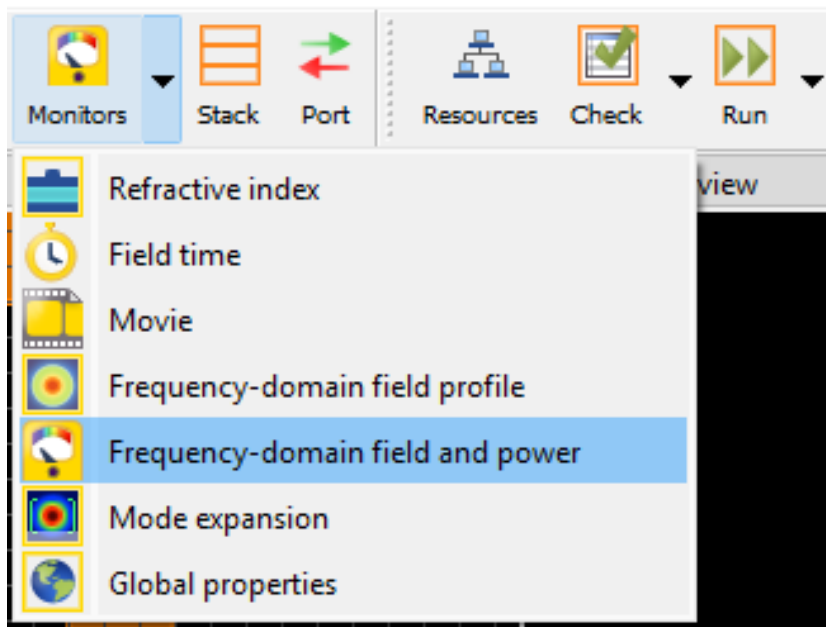 Monitors Stack Port Resources Check Run
view
Refractive index
Field time
Movie
Frequency-domain field profile
Frequency-domain field and power
Mode expansion
Global properties